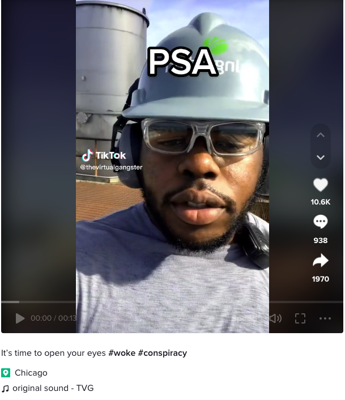 PSA
TikTok
@thevirtualgangster
10.6K
938
1970
00:00 / 00:13
It's time to open your eyes #woke #conspiracy
Chicago
original sound - TVG